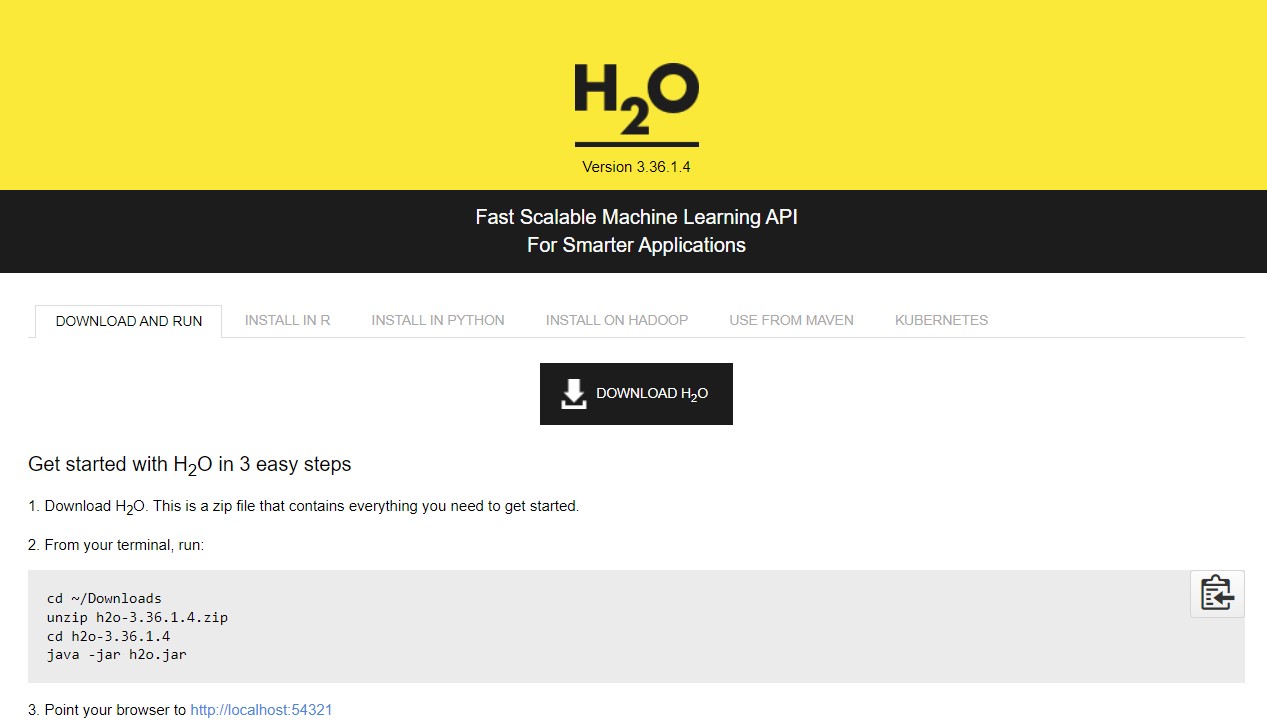 H2O
Version 3.36.1.4
Fast Scalable Machine Learning API
For Smarter Applications
DOWNLOAD AND RUN INSTALL IN R INSTALL IN PYTHON INSTALL ON HADOOP USE FROM MAVEN KUBERNETES
DOWNLOAD H2O
Get started with H2O in 3 easy steps
1. Download H2O. This is a zip file that contains everything you need to get started.
2. From your terminal, run:
cd ~/Downloads
unzip h2o-3.36.1.4.zip
cd h2o-3.36.1.4
java -jar h2o.jar
3. Point your browser to http://localhost:54321